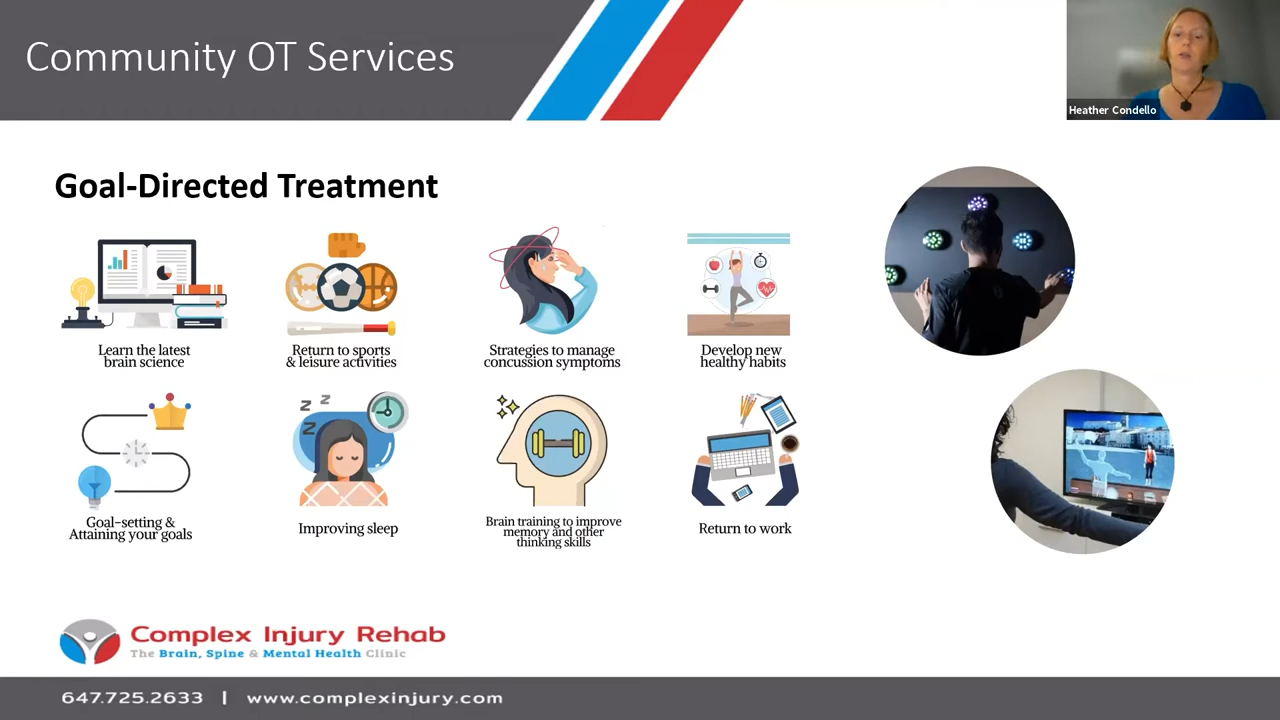 Community OT Services
Heather Condello
Goal-Directed Treatment
Learn the latest
brain science
Return to sports
& leisure activities
Strategies to manage
concussion symptoms
Develop new
healthy habits
Goal-setting &
Attaining your goals
Z Z
Z
Improving sleep
Brain training to improve
memory and other
thinking skills
Return to work
Complex Injury Rehab
The Brain, Spine & Mental Health Clinic
647.725.2633 | www.complexinjury.com